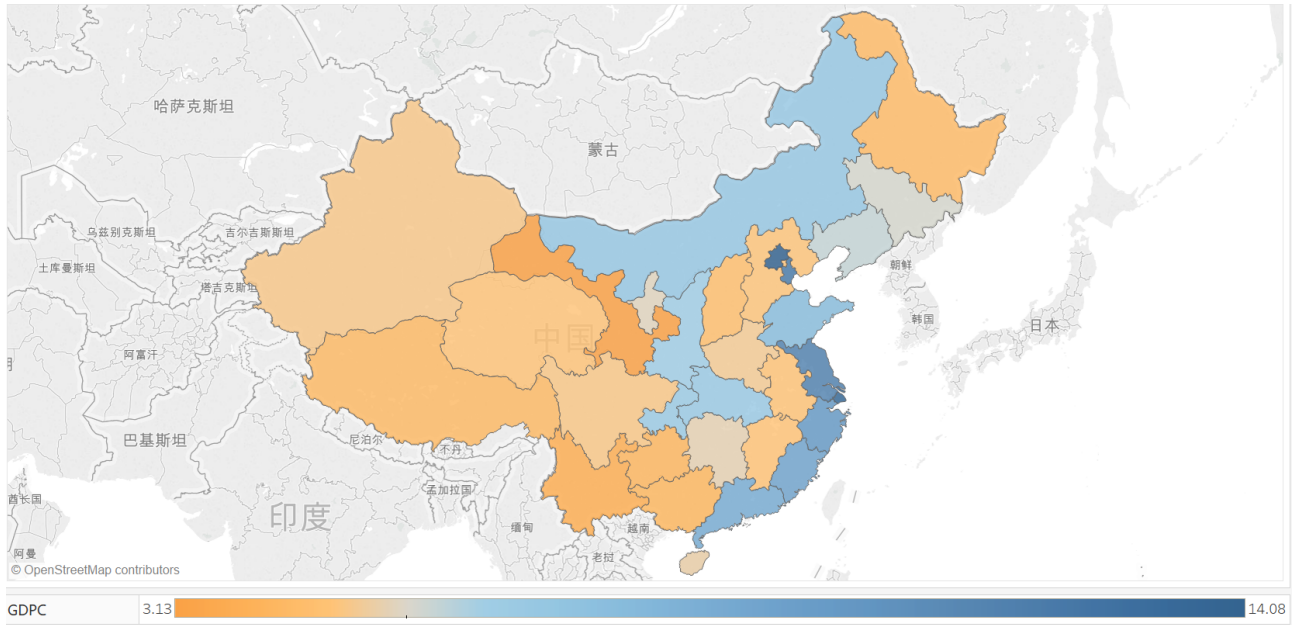 哈萨克斯坦
蒙古
乌兹别克斯坦
吉尔吉斯斯坦
土库曼斯坦
塔吉克斯坦
朝鲜
中国
韩国
日本
阿富汗
巴基斯坦
尼泊尔
不丹
孟加拉国
酋长国
印度
缅甸
越南
老挝
阿曼
© OpenStreetMap contributors
GDPC 3.13 14.08